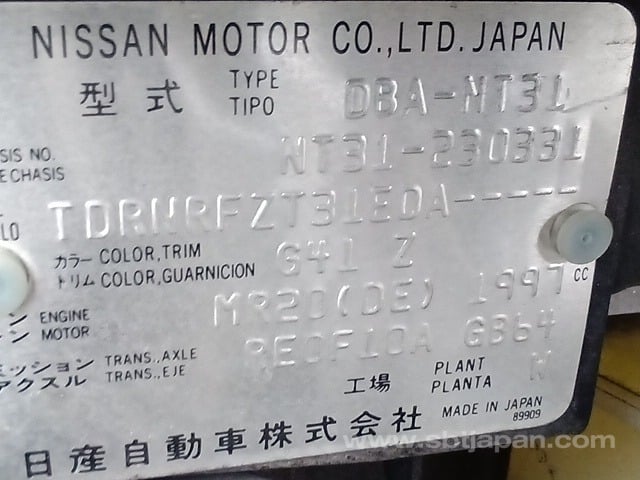 NISSAN MOTOR CO.,LTD. JAPAN
型式 TYPE TIPO DBA-NT31
SIS NO. E CHASIS NT31-230331
LO TDRNRFZT31EDA-----
カラー COLOR,TRIM トリム COLOR,GUARNICION G41 Z
ン ENGINE ン MOTOR MR20(DE) 1997 CC
ミッション TRANS.,AXLE アクスル TRANS.,EJE RE0F10A GB64
工場 PLANT PLANTA W
日産自動車株式会社 MADE IN JAPAN
89909
www.sbtjapan.com